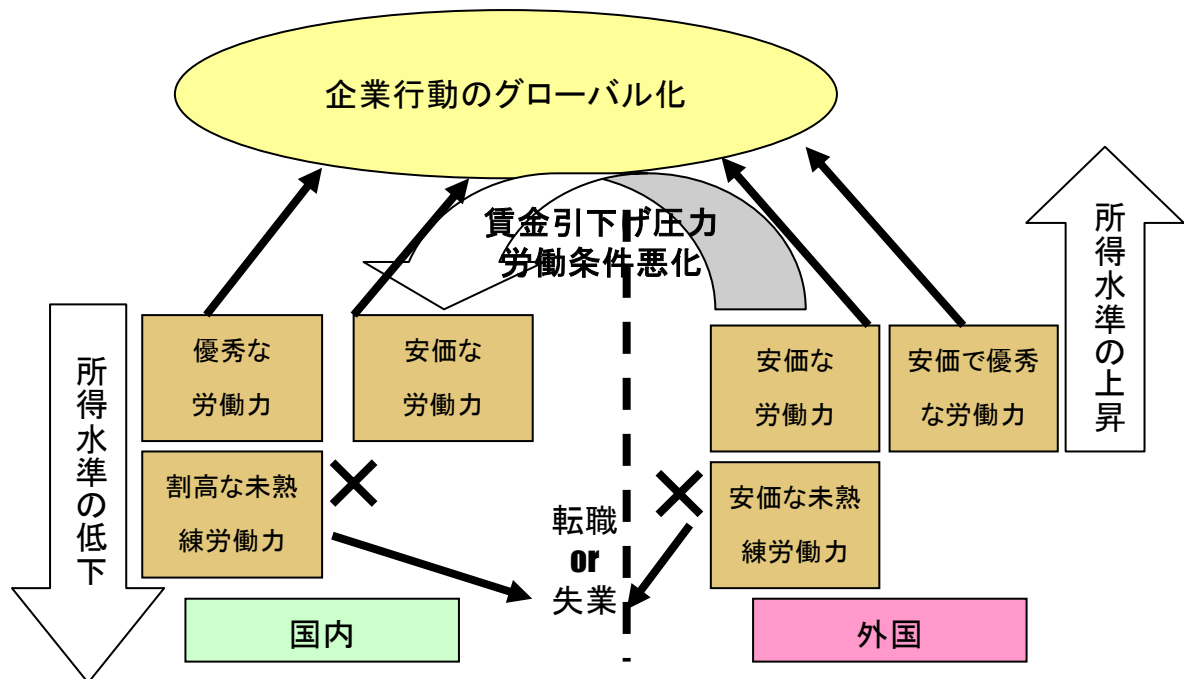 企業行動のグローバル化
賃金引下げ圧力
労働条件悪化
所得水準の低下
優秀な
労働力
安価な
労働力
割高な未熟
練労働力
転職
or
失業
安価な
労働力
安価で優秀
な労働力
安価な未熟
練労働力
所得水準の上昇
国内
外国